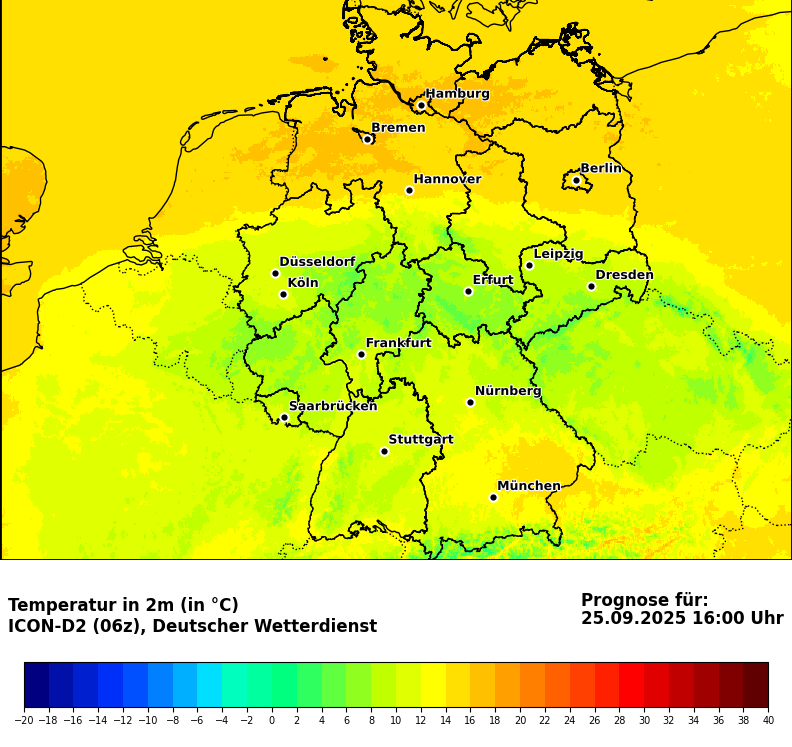 Hamburg
Bremen
Berlin
Hannover
Leipzig
Düsseldorf
Dresden
Köln
Erfurt
Frankfurt
Nürnberg
Saarbrücken
Stuttgart
München
Temperatur in 2m (in °C)
ICON-D2 (06z), Deutscher Wetterdienst
Prognose für:
25.09.2025 16:00 Uhr
−20 −18 −16 −14 −12 −10 −8 −6 −4 −2 0 2 4 6 8 10 12 14 16 18 20 22 24 26 28 30 32 34 36 38 40